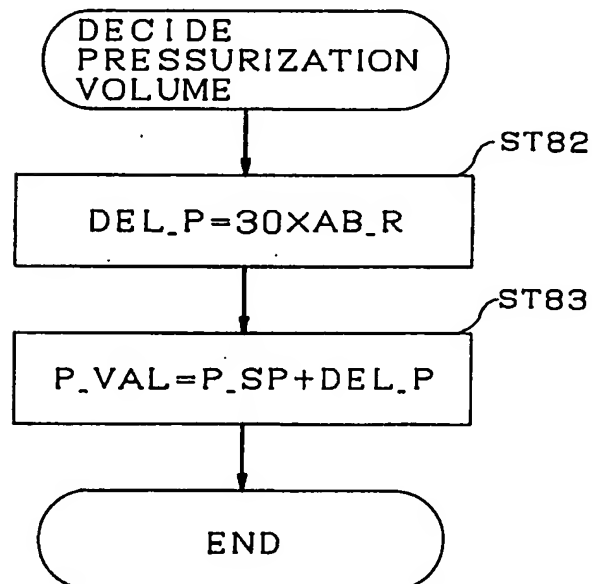 DECIDE
PRESSURIZATION
VOLUME
ST82
DEL_P=30XAB_R
ST83
P_VAL=P_SP+DEL_P
END